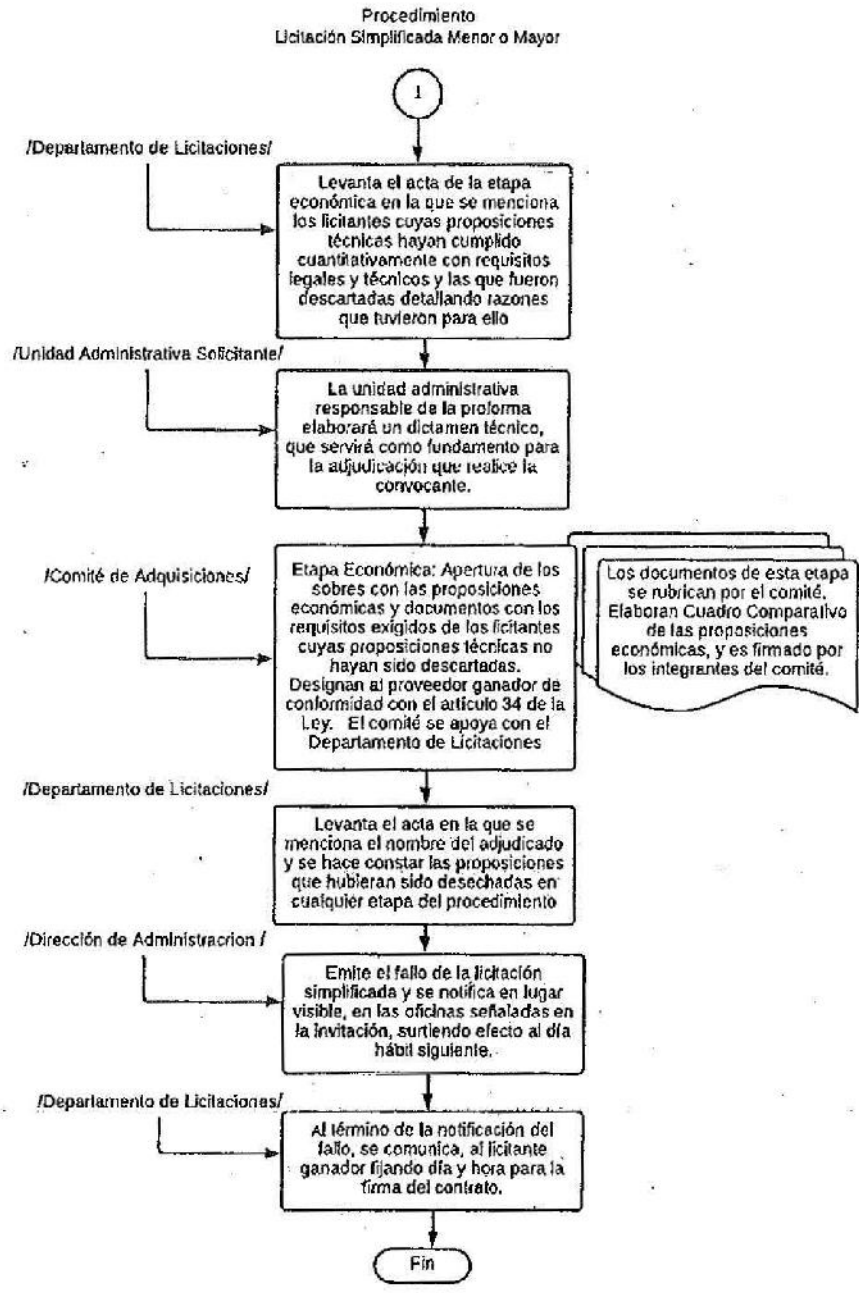 Procedimiento
Licitación Simplificada Menor o Mayor
1
/Departamento de Licitaciones/
Levanta el acta de la etapa
económica en la que se menciona
los licitantes cuyas proposiciones
técnicas hayan cumplido
cuantitativamente con requisitos
legales y técnicos y las que fueron
descartadas detallando razones
que tuvieron para ello
/Unidad Administrativa Solicitante/
La unidad administrativa
responsable de la proforma
elaborará un dictamen técnico,
que servirá como fundamento para
la adjudicación que realice la
convocante.
/Comité de Adquisiciones/
Etapa Económica: Apertura de los
sobres con las proposiciones
económicas y documentos con los
requisitos exigidos de los licitantes
cuyas proposiciones técnicas no
hayan sido descartadas.
Designan al proveedor ganador de
conformidad con el artículo 34 de la
Ley. El comité se apoya con el
Departamento de Licitaciones
Los documentos de esta etapa
se rubrican por el comité.
Elaboran Cuadro Comparativo
de las proposiciones
económicas, y es firmado por
los integrantes del comité.
/Departamento de Licitaciones/
Levanta el acta en la que se
menciona el nombre del adjudicado
y se hace constar las proposiciones
que hubieran sido desechadas en
cualquier etapa del procedimiento
/Dirección de Administracrion /
Emite el fallo de la licitación
simplificada y se notifica en lugar
visible, en las oficinas señaladas en
la invitación, surtiendo efecto al día
hábil siguiente.
/Departamento de Licitaciones/
Al término de la notificación del
fallo, se comunica, al licitante
ganador fijando día y hora para la
firma del contrato.
Fin